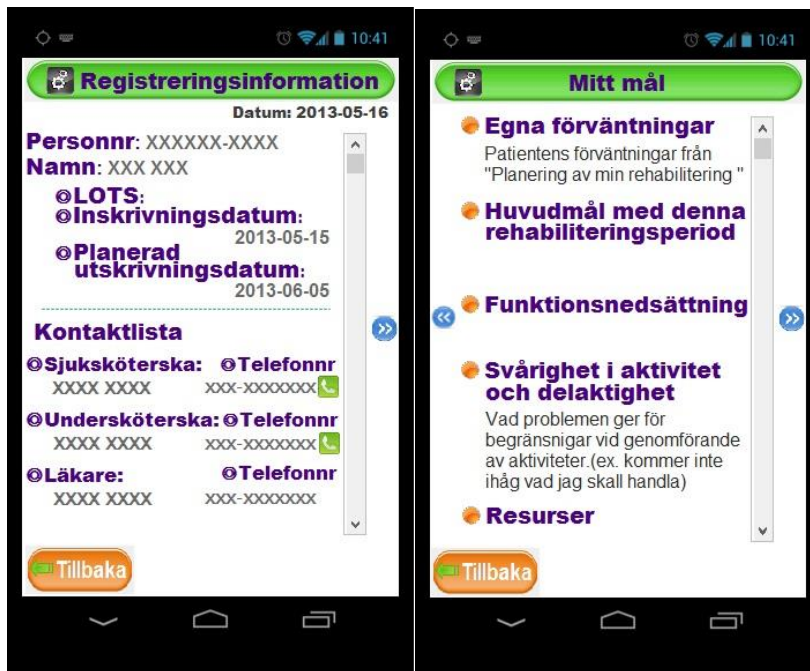 10:41
Registreringsinformation
Datum: 2013-05-16
Personnr: XXXXXX-XXXX
Namn: XXX XXX
LOTS:
Inskrivningsdatum:
2013-05-15
Planerad
utskrivningsdatum:
2013-06-05
Kontaktlista
Sjuksköterska: Telefonnr
XXXX XXXX xxx-xxxxxxx
Undersköterska: Telefonnr
XXXX XXXX xxx-xxxxxxx
Läkare: Telefonnr
XXXX XXXX xxx-xxxxxxx
Tillbaka
10:41
Mitt mål
Egna förväntningar
Patientens förväntningar från
"Planering av min rehabilitering "
Huvudmål med denna
rehabiliteringsperiod
Funktionsnedsättning
Svårighet i aktivitet
och delaktighet
Vad problemen ger för
begränsnigar vid genomförande
av aktiviteter.(ex. kommer inte
ihåg vad jag skall handla)
Resurser
Tillbaka